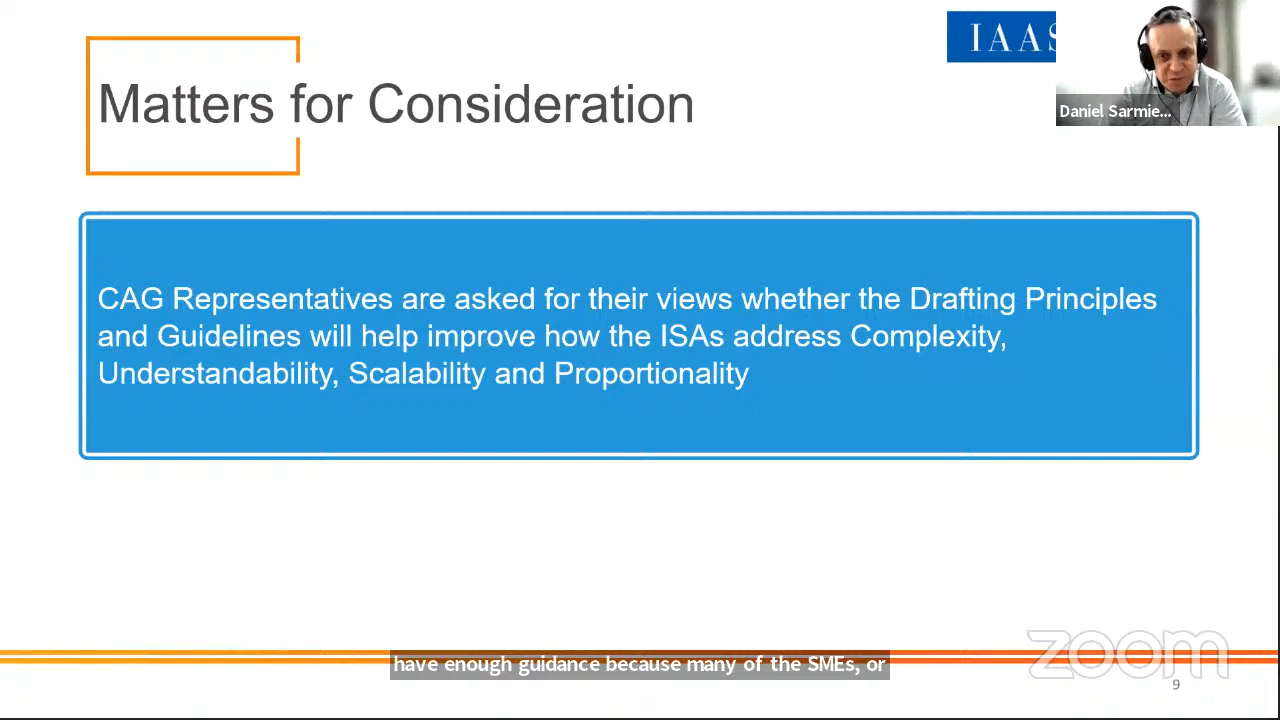 IAAS
Daniel Sarmie...
Matters for Consideration
CAG Representatives are asked for their views whether the Drafting Principles
and Guidelines will help improve how the ISAs address Complexity,
Understandability, Scalability and Proportionality
have enough guidance because many of the SMEs, or
zoom
9